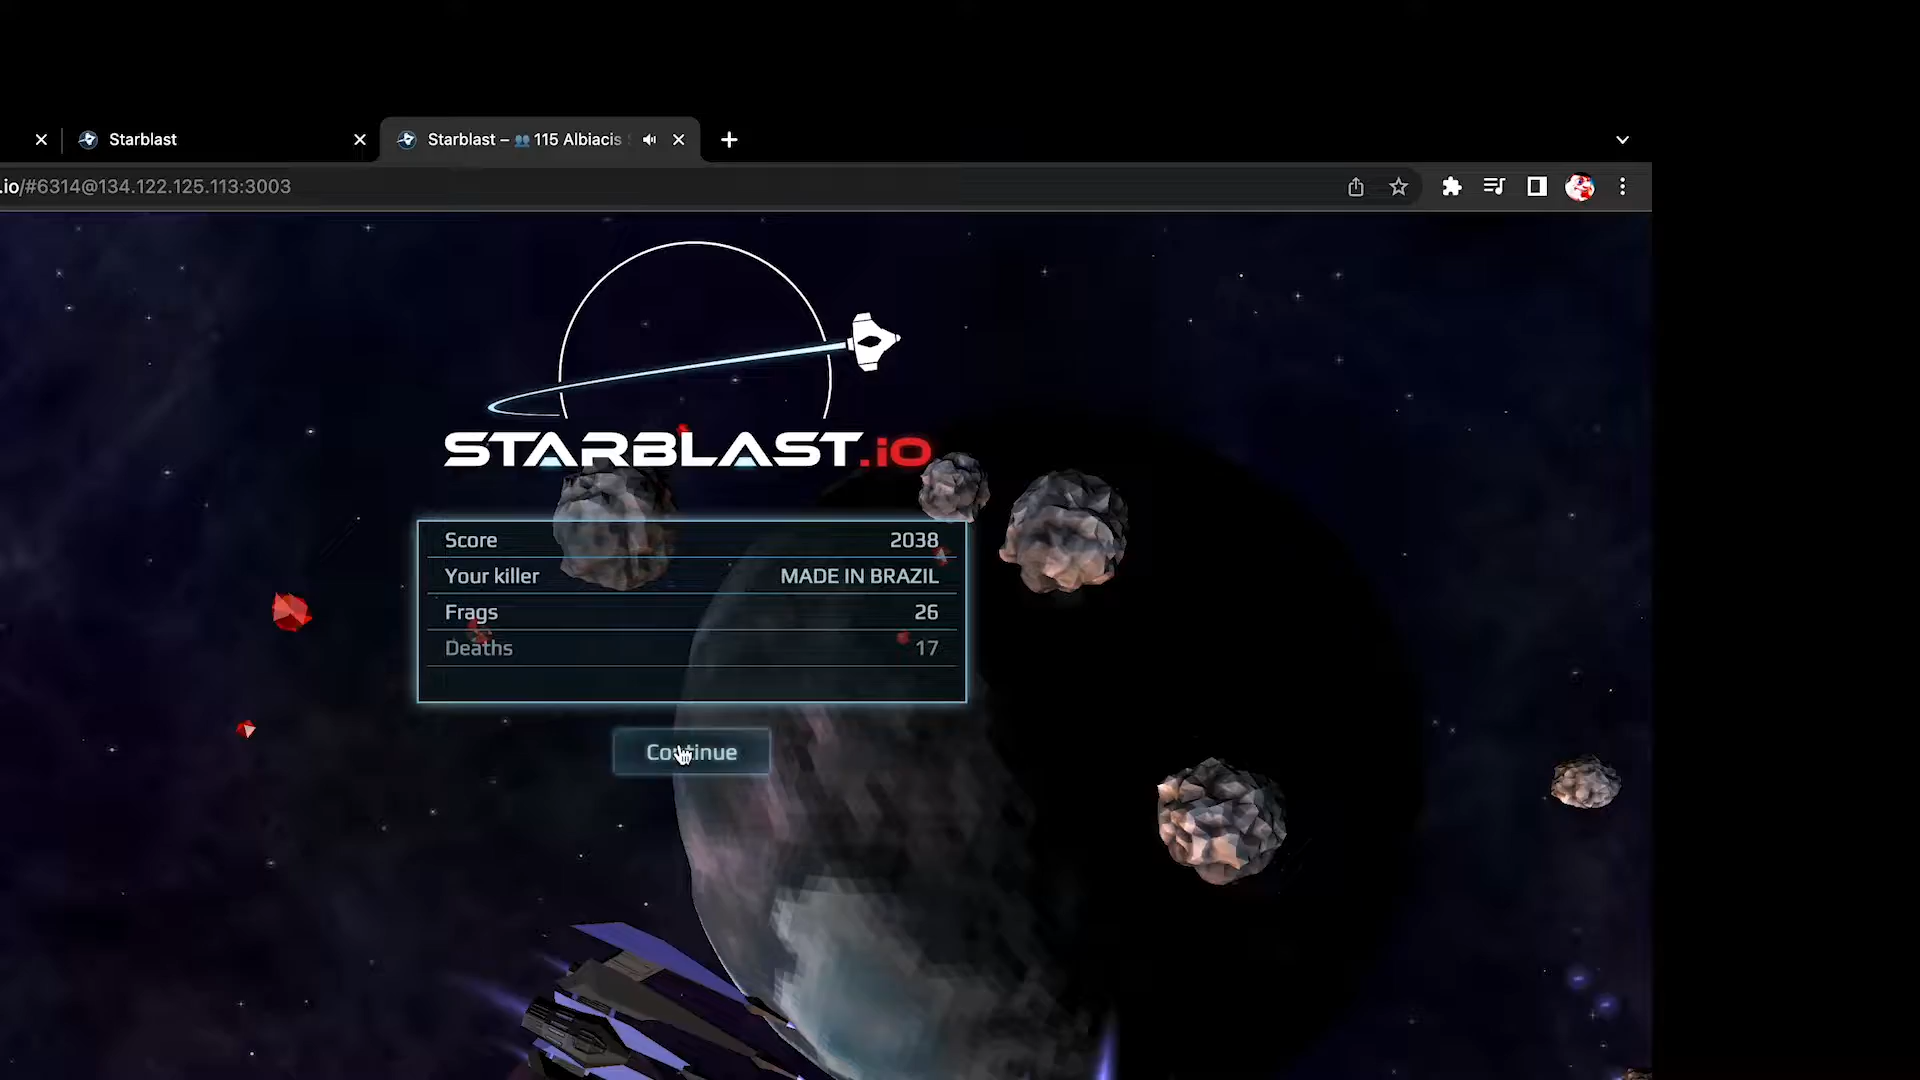 Starblast
Starblast – 👥 115 Albiacis
.io/#6314@134.122.125.113:3003
STARBLAST.io
Score 2038
Your killer MADE IN BRAZIL
Frags 26
Deaths 17
Continue